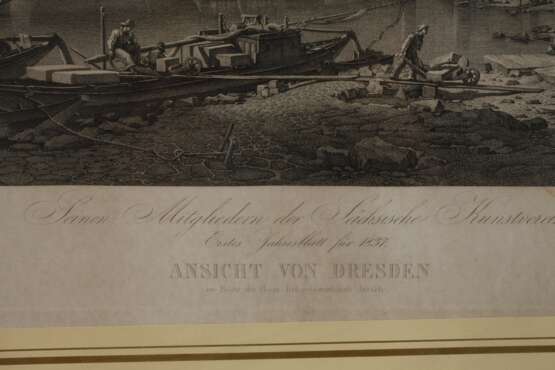 Seinen Mitgliedern der Sächsische Kunstverein
Erstes Jahresblatt für 1837.
ANSICHT VON DRESDEN